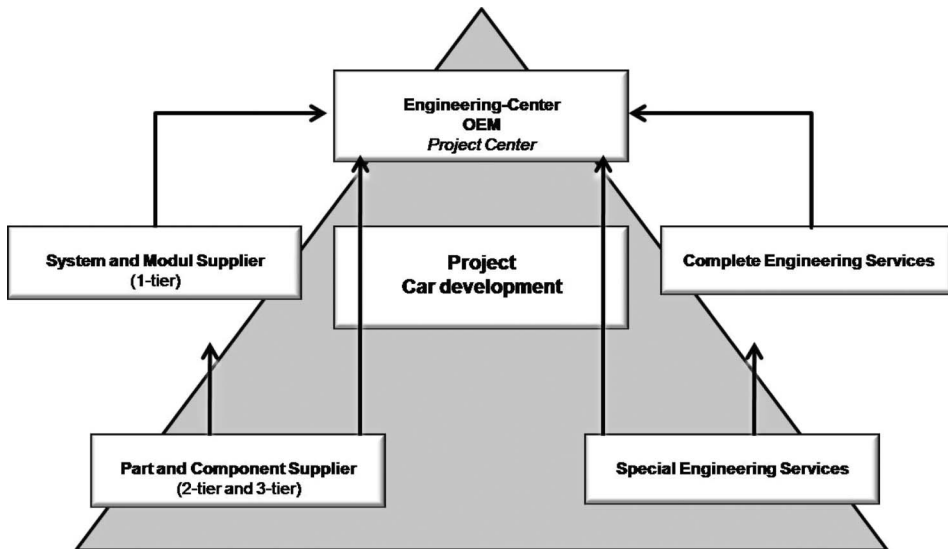 Engineering-Center
OEM
Project Center
System and Modul Supplier
(1-tier)
Project
Car development
Complete Engineering Services
Part and Component Supplier
(2-tier and 3-tier)
Special Engineering Services